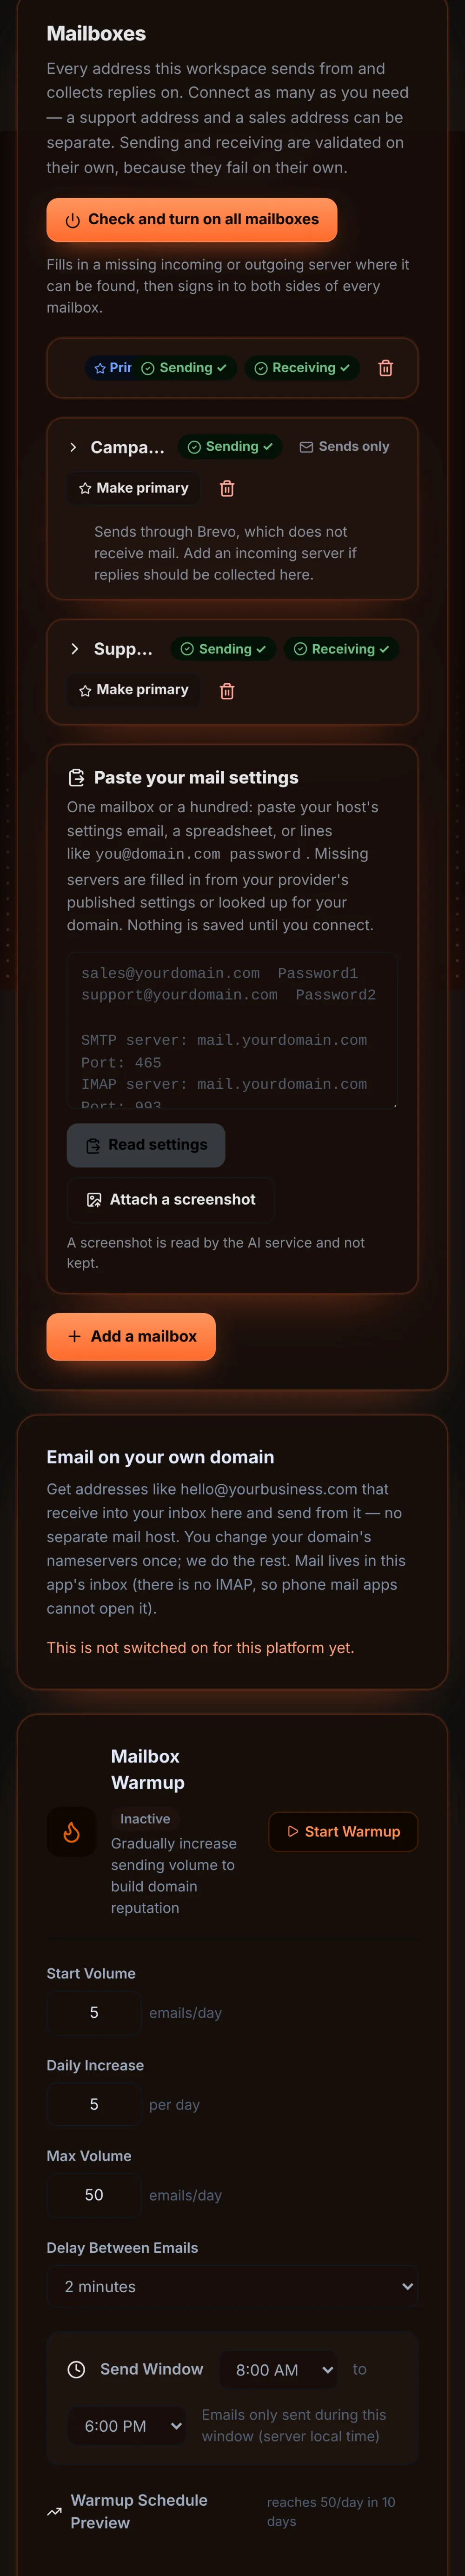 Mailboxes
Every address this workspace sends from and
collects replies on. Connect as many as you need
— a support address and a sales address can be
separate. Sending and receiving are validated on
their own, because they fail on their own.
Check and turn on all mailboxes
Fills in a missing incoming or outgoing server where it
can be found, then signs in to both sides of every
mailbox.
Prir Sending ✓ Receiving ✓
Campa... Sending ✓ Sends only
Make primary
Sends through Brevo, which does not
receive mail. Add an incoming server if
replies should be collected here.
Supp... Sending ✓ Receiving ✓
Make primary
Paste your mail settings
One mailbox or a hundred: paste your host's
settings email, a spreadsheet, or lines
like you@domain.com password . Missing
servers are filled in from your provider's
published settings or looked up for your
domain. Nothing is saved until you connect.
sales@yourdomain.com Password1
support@yourdomain.com Password2
SMTP server: mail.yourdomain.com
Port: 465
IMAP server: mail.yourdomain.com
Port: 993
Read settings
Attach a screenshot
A screenshot is read by the AI service and not
kept.
Add a mailbox
Email on your own domain
Get addresses like hello@yourbusiness.com that
receive into your inbox here and send from it — no
separate mail host. You change your domain's
nameservers once; we do the rest. Mail lives in this
app's inbox (there is no IMAP, so phone mail apps
cannot open it).
This is not switched on for this platform yet.
Mailbox
Warmup
Inactive
Gradually increase
sending volume to
build domain
reputation
Start Warmup
Start Volume
5 emails/day
Daily Increase
5 per day
Max Volume
50 emails/day
Delay Between Emails
2 minutes
Send Window 8:00 AM to
6:00 PM Emails only sent during this
window (server local time)
Warmup Schedule
Preview
reaches 50/day in 10
days